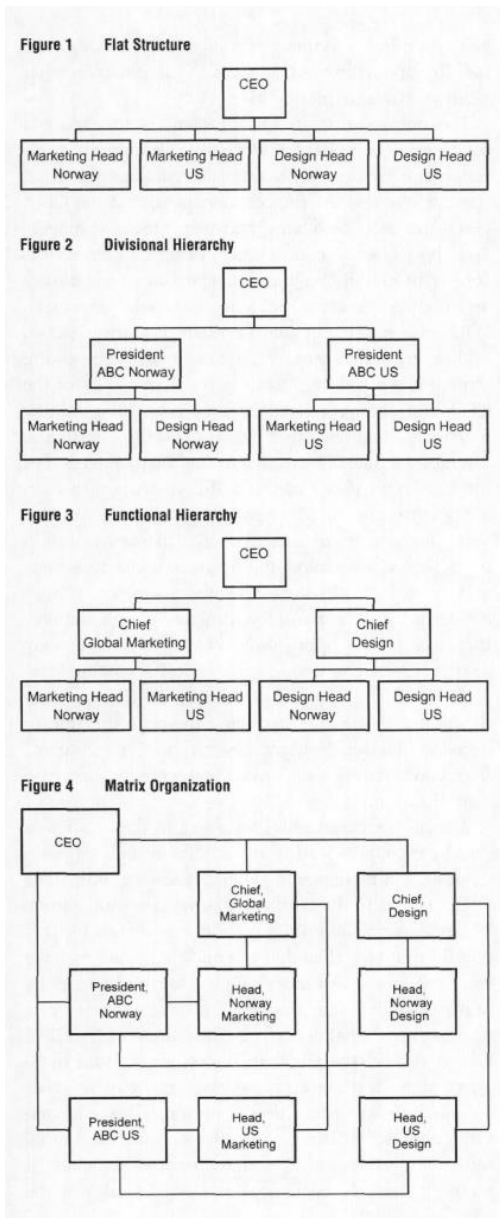 Figure 1 Flat Structure
CEO
Marketing Head Marketing Head Design Head Design Head
Norway US Norway US
Figure 2 Divisional Hierarchy
CEO
President President
ABC Norway ABC US
Marketing Head Design Head Marketing Head Design Head
Norway Norway US US
Figure 3 Functional Hierarchy
CEO
Chief Chief
Global Marketing Design
Marketing Head Marketing Head Design Head Design Head
Norway US Norway US
Figure 4 Matrix Organization
CEO
Chief,
Global
Marketing
Chief,
Design
President,
ABC
Norway
Head,
Norway
Marketing
Head,
Norway
Design
President,
ABC US
Head,
US
Marketing
Head,
US
Design